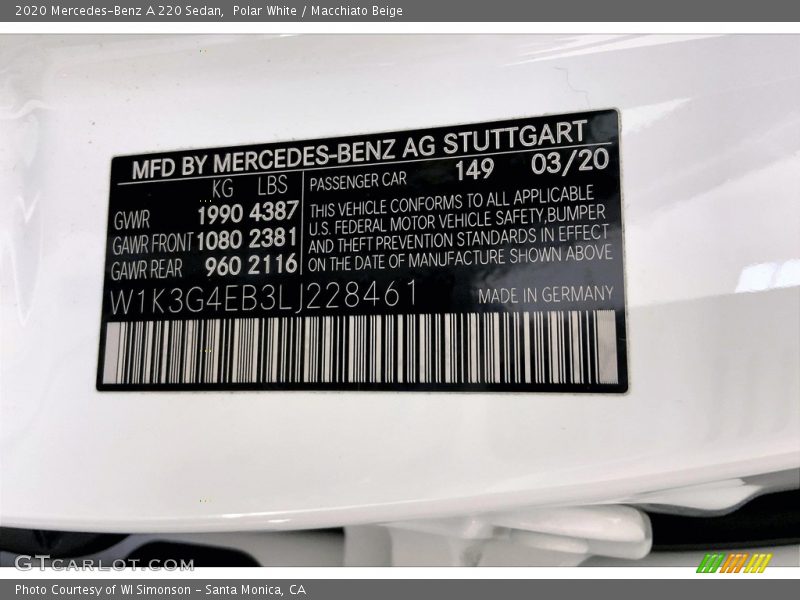 2020 Mercedes-Benz A 220 Sedan,  Polar White / Macchiato Beige
MFD BY MERCEDES-BENZ AG STUTTGART
KG LBS PASSENGER CAR 149 03/20
GVWR 1990 4387 THIS VEHICLE CONFORMS TO ALL APPLICABLE
U.S. FEDERAL MOTOR VEHICLE SAFETY,BUMPER
GAWR FRONT 1080 2381 AND THEFT PREVENTION STANDARDS IN EFFECT
GAWR REAR 960 2116 ON THE DATE OF MANUFACTURE SHOWN ABOVE
W1K3G4EB3LJ228461 MADE IN GERMANY
GTCARLOT.COM
Photo Courtesy of WI Simonson - Santa Monica, CA